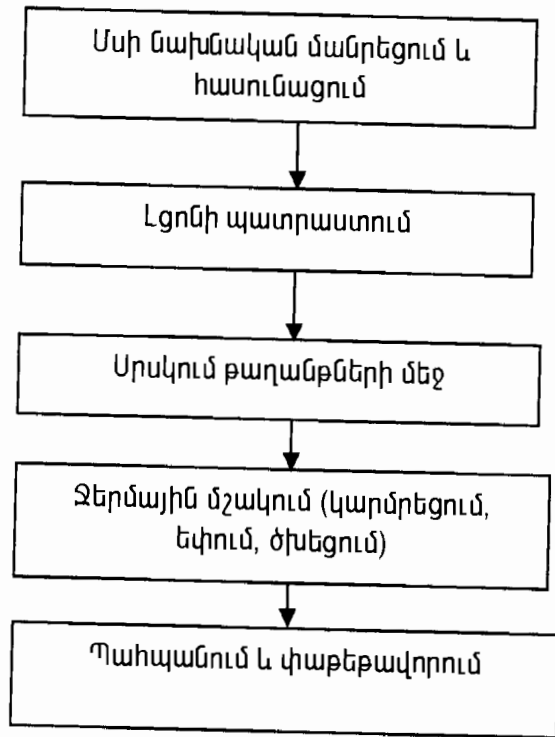 Մսի նախնական մանրեցում և
հասունացում
Լցոնի պատրաստում
Սրսկում թաղանթների մեջ
Ջերմային մշակում (կարմրեցում,
եփում, ծխեցում)
Պահպանում և փաթեթավորում